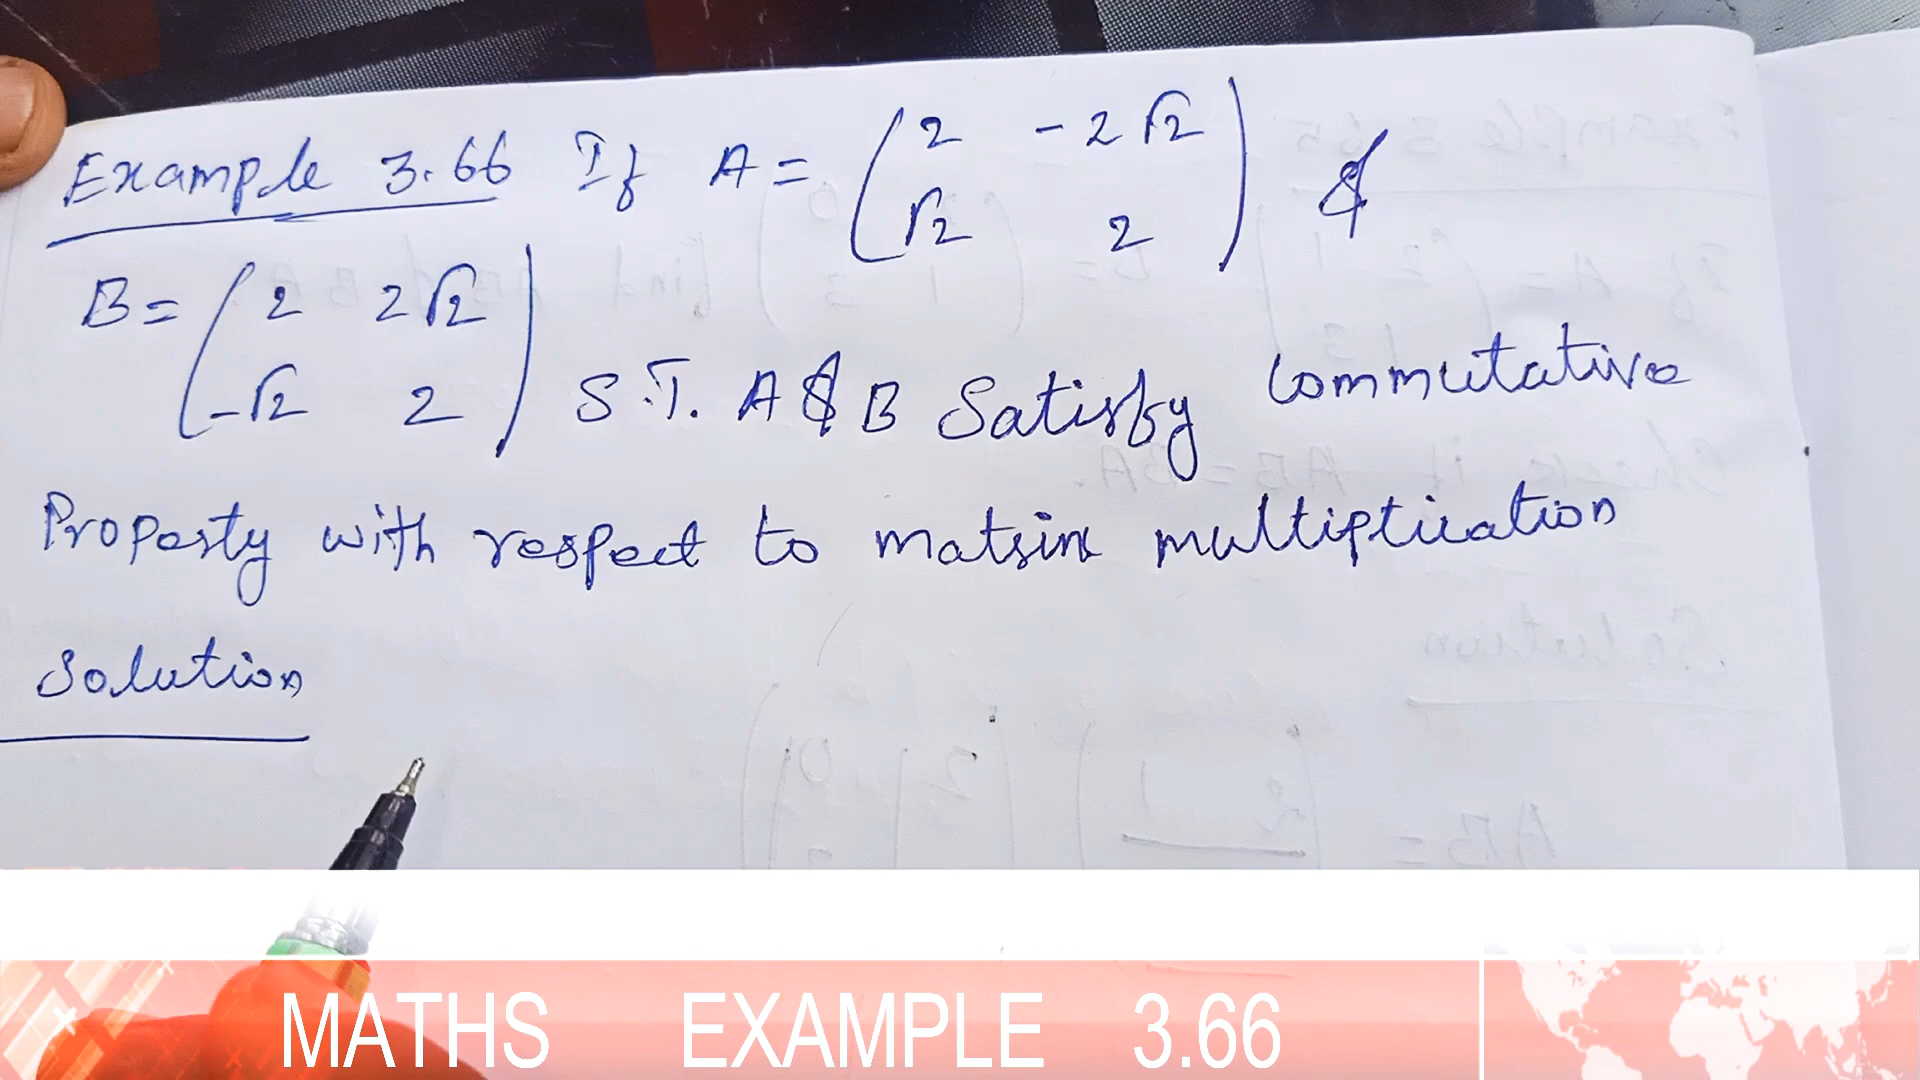 Example 3.66 If A = ( 2 -2√2 ) &
( √2 2 )
B = ( 2 2√2 )
( -√2 2 ) S.T. A & B Satisfy Commutative
Property with respect to matrix multiplication
Solution
MATHS EXAMPLE 3.66